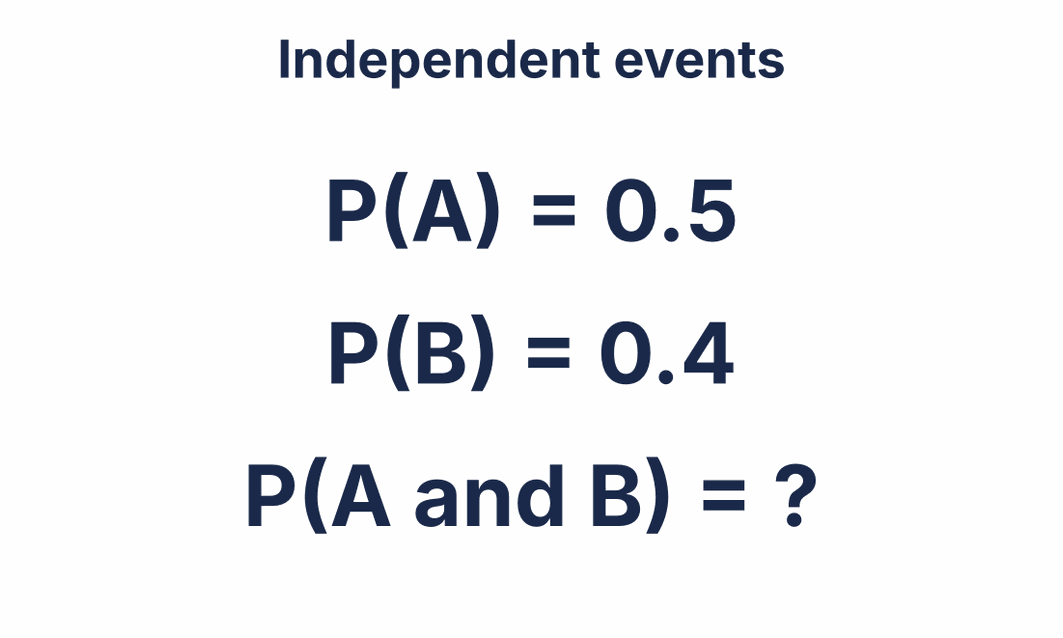 Independent events
P(A) = 0.5
P(B) = 0.4
P(A and B) = ?